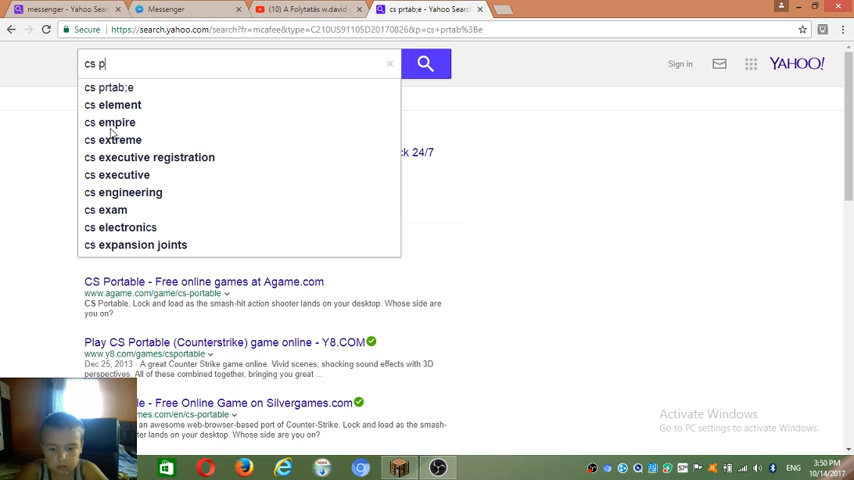 messenger - Yahoo Sear
Messenger
(10) A Folytatás w.david
cs prtab;e - Yahoo Searc
Secure
https://search.yahoo.com/search?fr=mcafee&type=C210US91105D20170826&p=cs+prtab%3be
cs p
Sign in
YAHOO!
cs prtab;e
cs element
cs empire
cs extreme
ck 24/7
cs executive registration
cs executive
cs engineering
cs exam
cs electronics
cs expansion joints
CS Portable - Free online games at Agame.com
www.agame.com/game/cs-portable
CS Portable, Lock and load as the smash-hit action shooter lands on your desktop. Whose side are
you on?
Play CS Portable (Counterstrike) game online - Y8.COM
www.y8.com/games/csportable
Dec 25, 2013 - A great Counter Strike game online. Vivid scenes, shocking sound effects with 3D
perspectives. All of these combined together, bringing you great ...
le - Free Online Game on Silvergames.com
mes.com/en/cs-portable
an awesome web-browser-based port of Counter-Strike. Lock and load as the smash-
ter lands on your desktop. Whose side are you on?
Activate Windows
Go to PC settings to activate Windows.
ENG
3:50 PM
10/14/2017